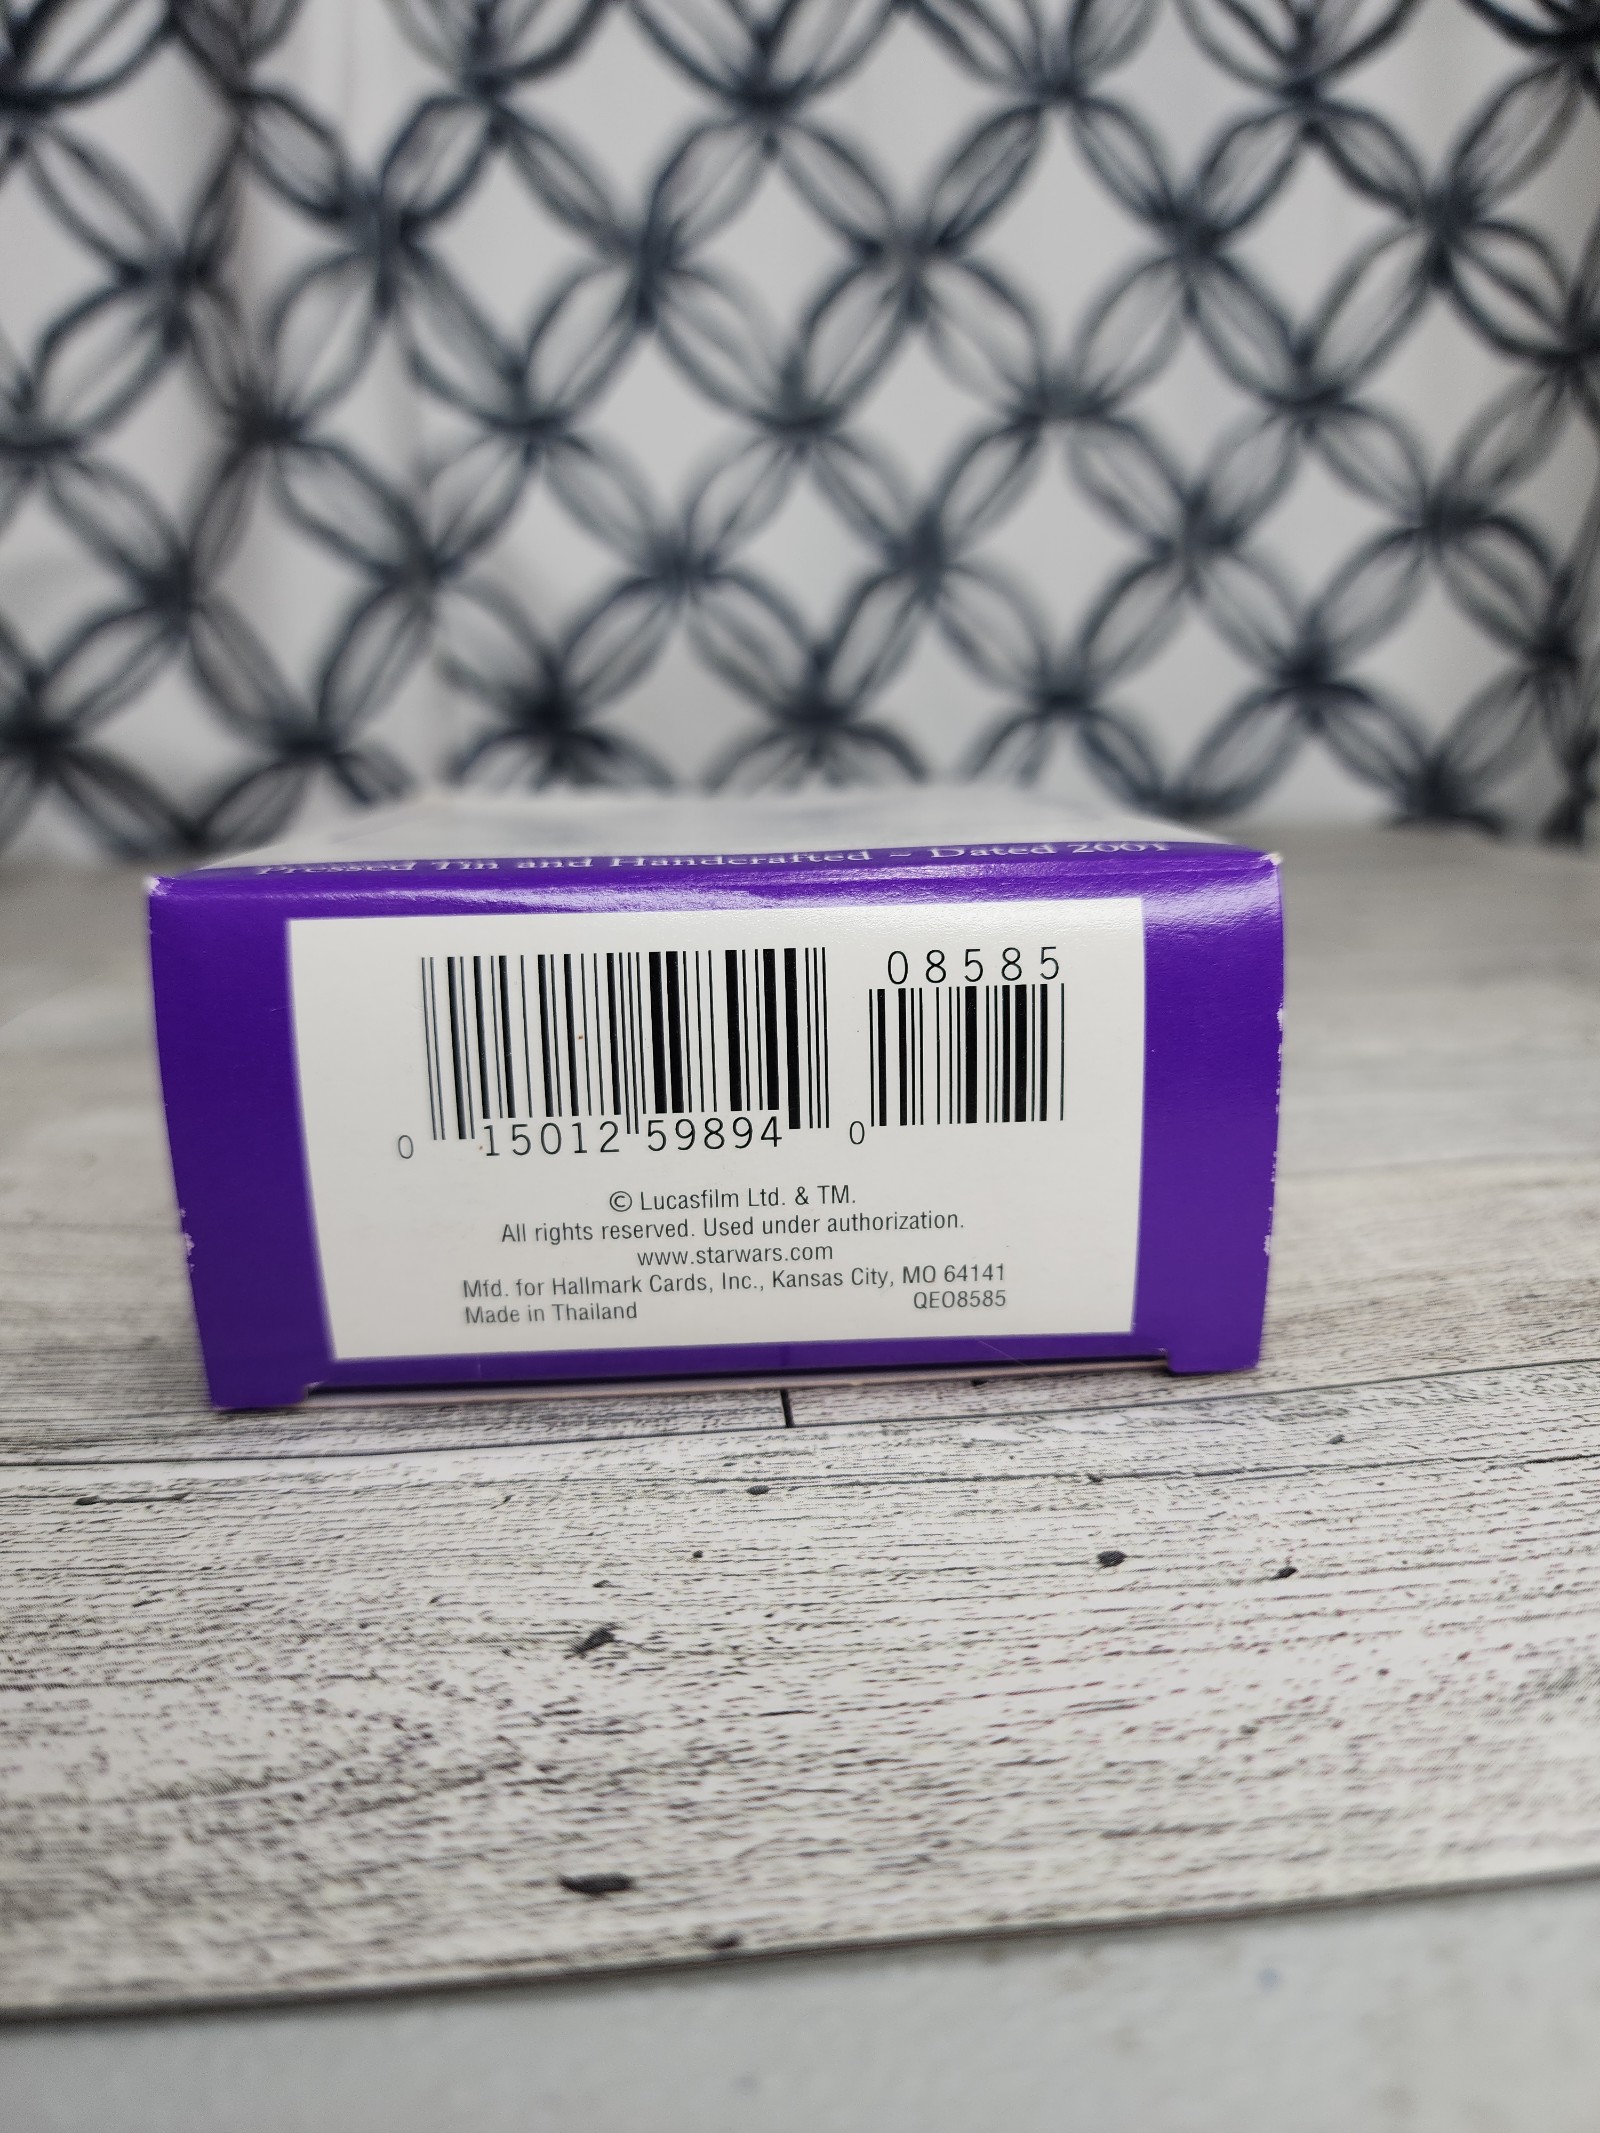 Pressed Tin and Handcrafted ~ Dated 2001
08585
0 15012 59894 0
© Lucasfilm Ltd. & TM.
All rights reserved. Used under authorization.
www.starwars.com
Mfd. for Hallmark Cards, Inc., Kansas City, MO 64141
Made in Thailand QEO8585